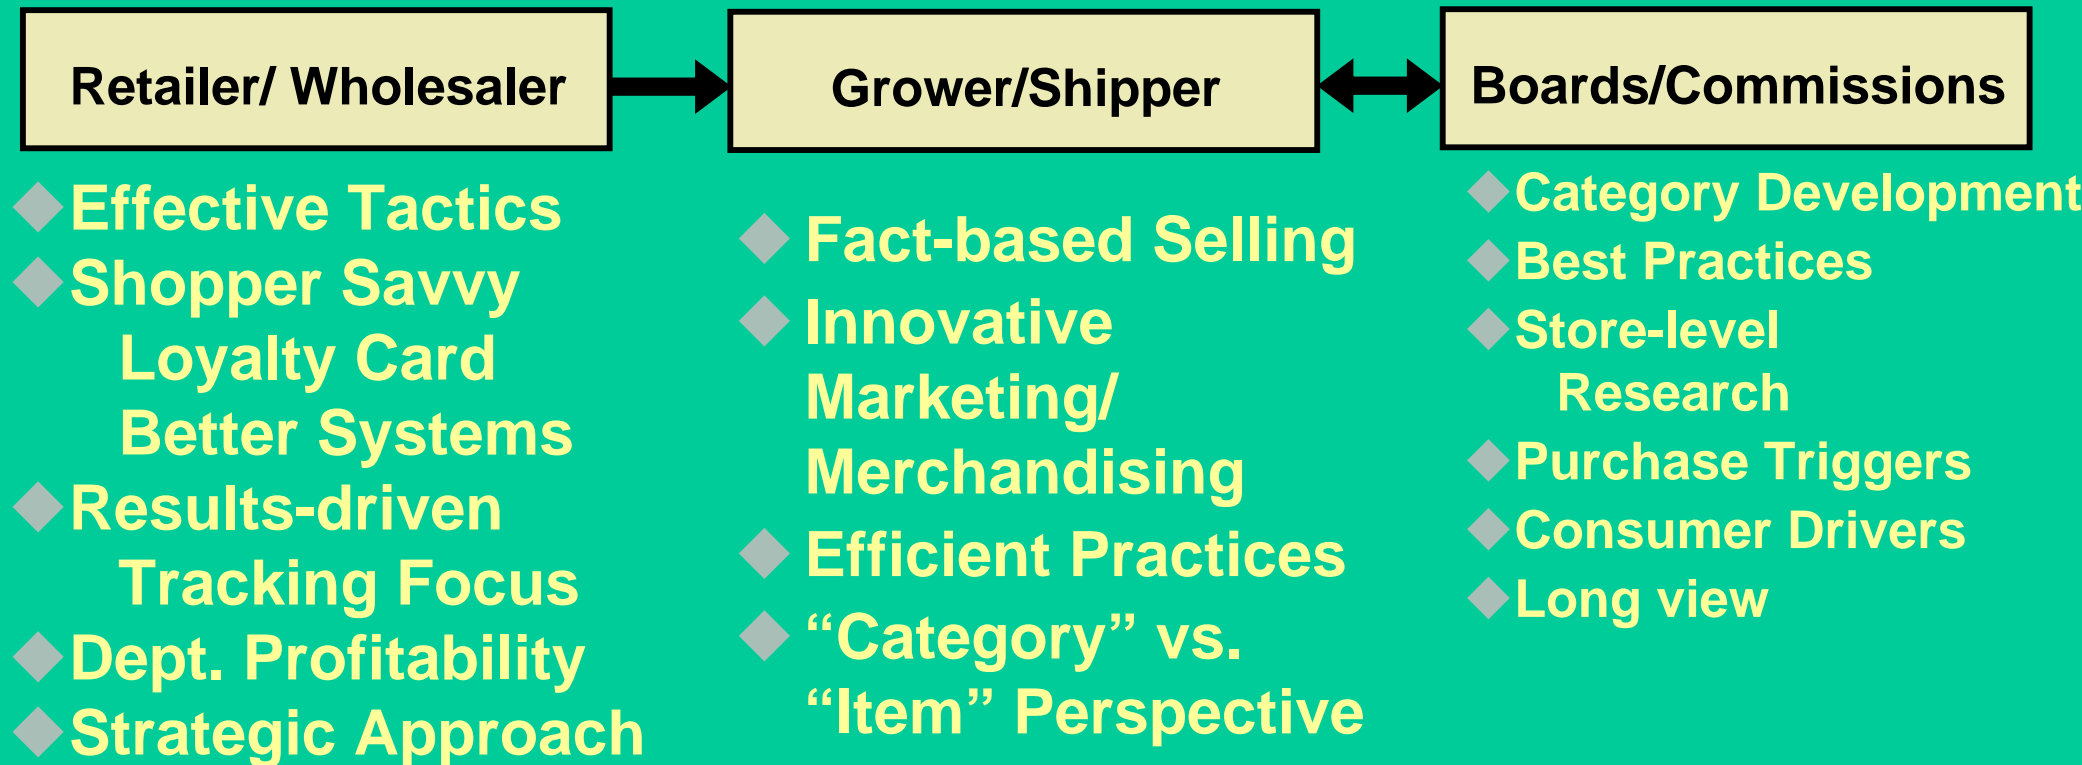 Retailer/ Wholesaler
Effective Tactics
Shopper Savvy
Loyalty Card
Better Systems
Results-driven
Tracking Focus
Dept. Profitability
Strategic Approach
Grower/Shipper
Fact-based Selling
Innovative
Marketing/
Merchandising
Efficient Practices
“Category” vs.
“Item” Perspective
Boards/Commissions
Category Development
Best Practices
Store-level
Research
Purchase Triggers
Consumer Drivers
Long view